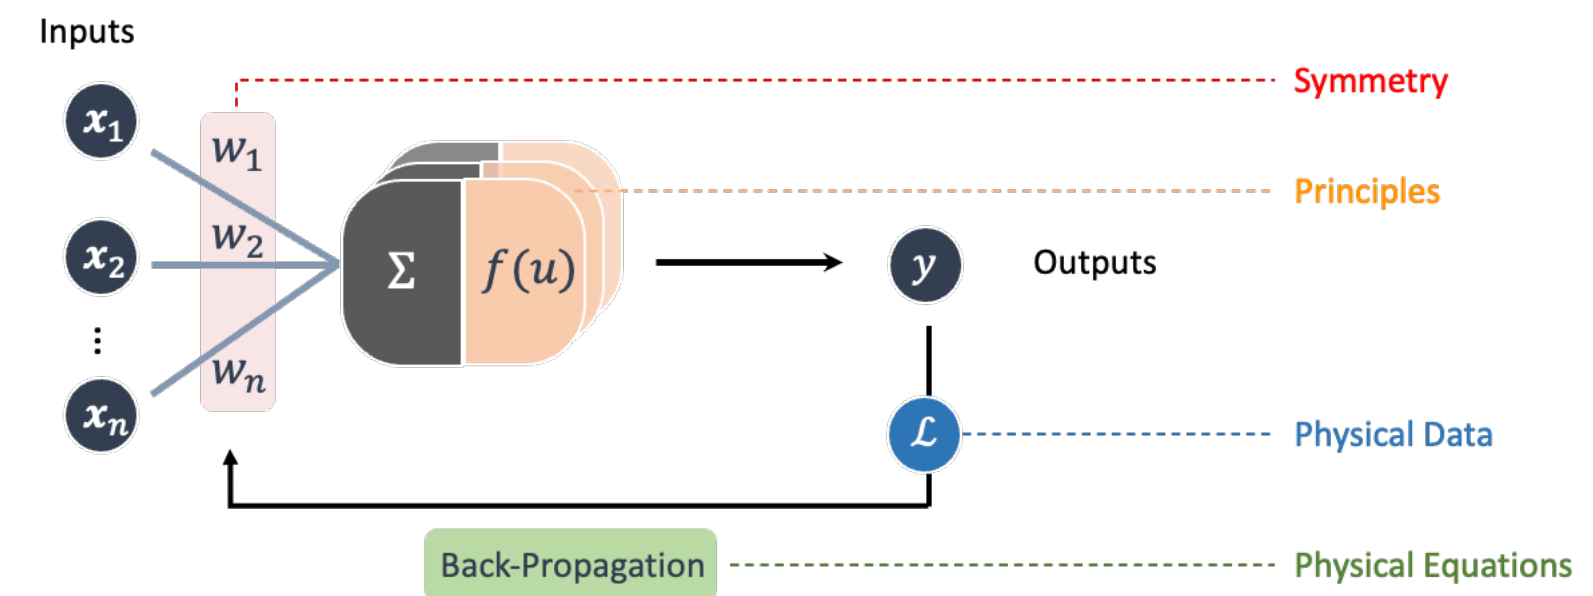 Inputs
x₁
x₂
⋮
xₙ
w₁
w₂
wₙ
Σ
f(u)
y
Outputs
ℒ
Back-Propagation
Symmetry
Principles
Physical Data
Physical Equations